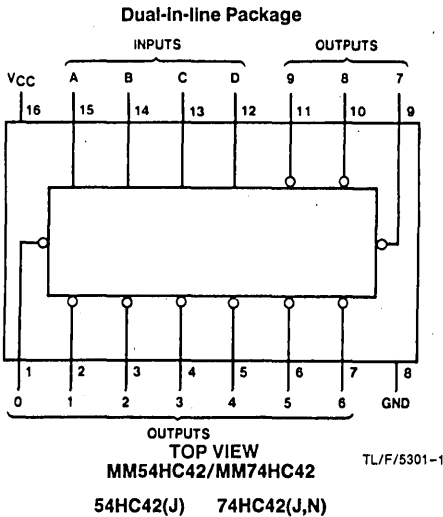 Dual-in-line Package
INPUTS OUTPUTS
VCC A B C D 9 8 7
16 15 14 13 12 11 10 9
1 2 3 4 5 6 7 8
0 1 2 3 4 5 6 GND
OUTPUTS
TOP VIEW
TL/F/5301-1
MM54HC42/MM74HC42
54HC42(J) 74HC42(J,N)